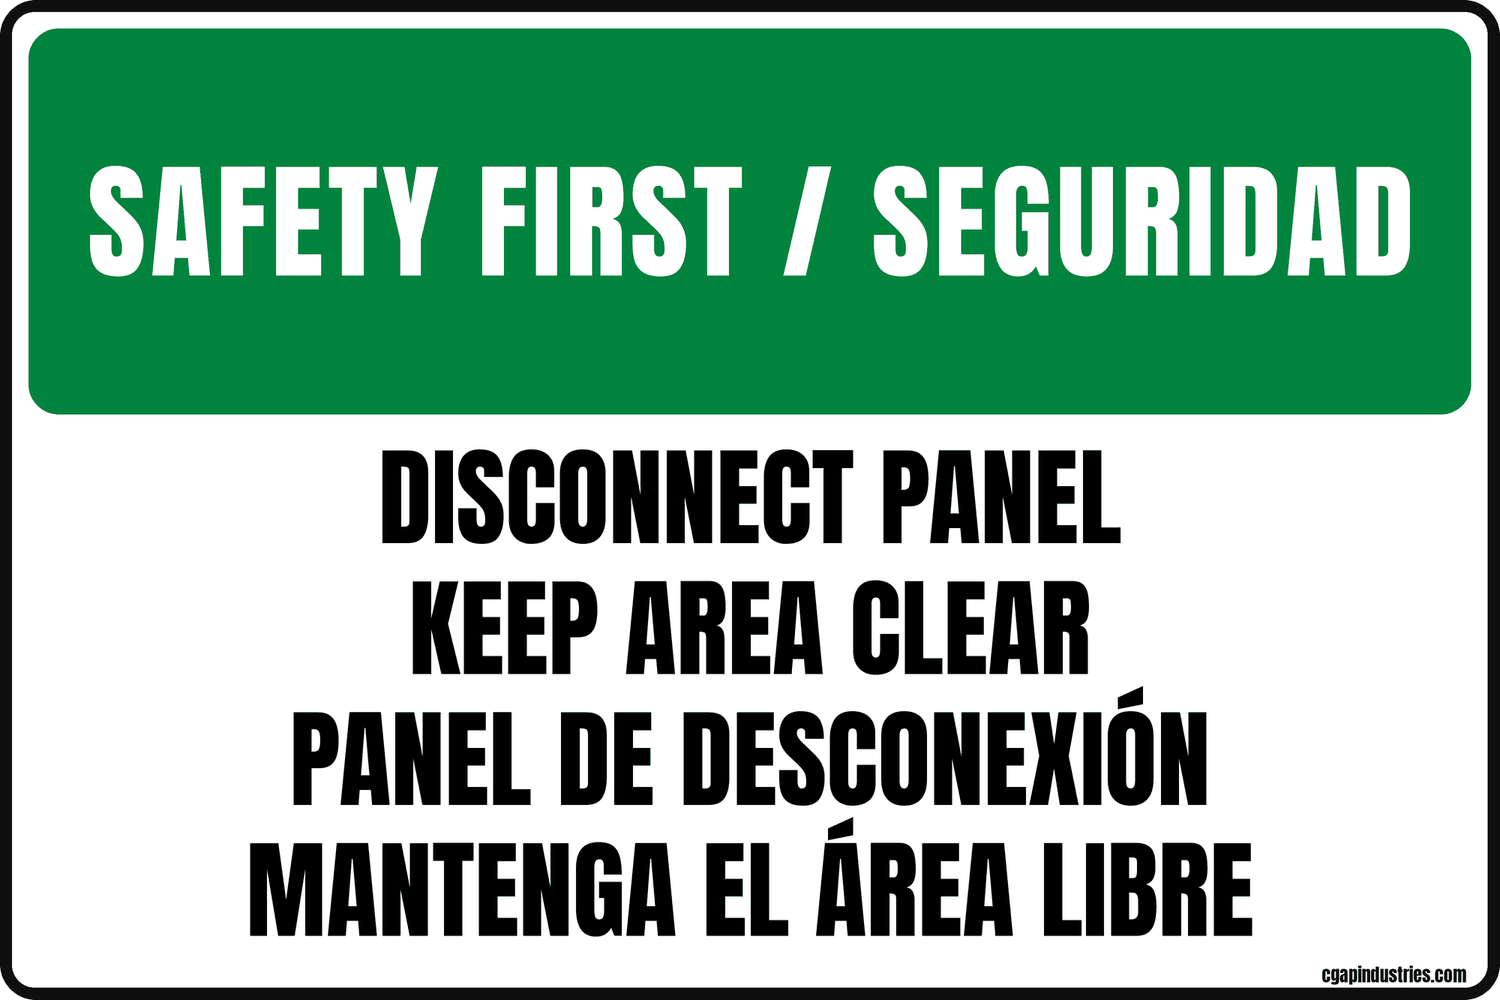 SAFETY FIRST / SEGURIDAD
DISCONNECT PANEL
KEEP AREA CLEAR
PANEL DE DESCONEXIÓN
MANTENGA EL ÁREA LIBRE
cgapindustries.com